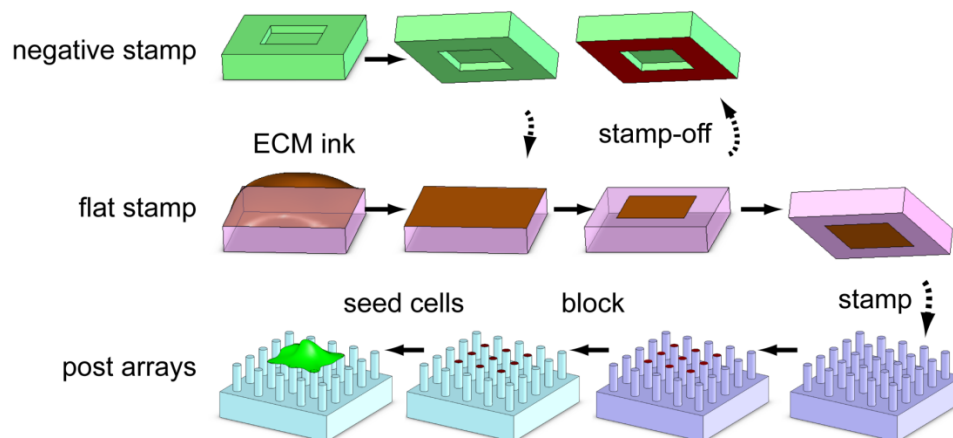 negative stamp
stamp-off
ECM ink
flat stamp
seed cells
block
stamp
post arrays